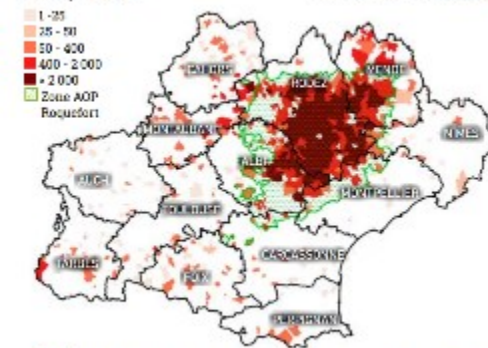 1 - 25
25 - 50
50 - 400
400 - 2 000
> 2 000
Zone AOP
Roquefort
CAHORS
RODEZ
MENDE
MONTAUBAN
ALBI
NIMES
AUCH
TOULOUSE
MONTPELLIER
TARBES
FOIX
CARCASSONNE
PERPIGNAN